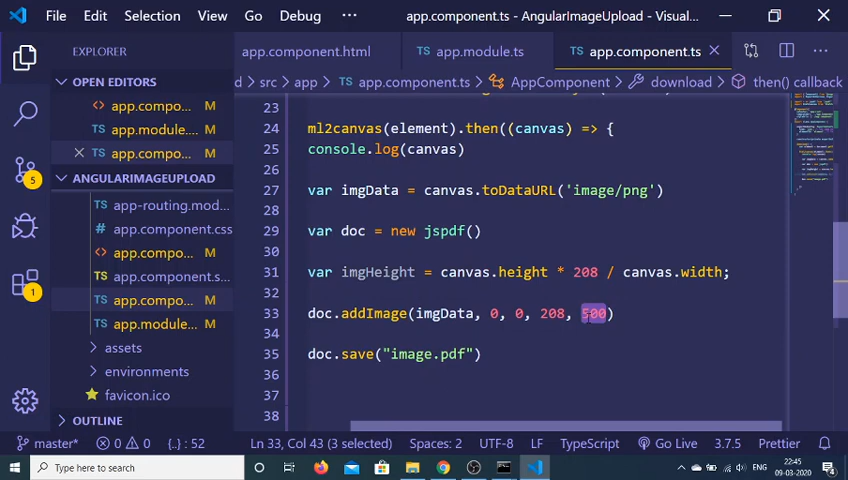 File Edit Selection View Go Debug ··· app.component.ts - AngularImageUpload - Visual...
EXPLORER
app.component.html
TS app.module.ts
TS app.component.ts
OPEN EDITORS
app.compo... M
TS app.module.... M
TS app.compo... M
ANGULARIMAGEUPLOAD
TS app-routing.mod...
app.component.css
app.compo... M
TS app.component.s...
TS app.compo... M
TS app.module... M
assets
environments
favicon.ico
OUTLINE
5
1
d > src > app > TS app.component.ts > AppComponent > download > then() callback
23
24 ml2canvas(element).then((canvas) => {
25 console.log(canvas)
26
27 var imgData = canvas.toDataURL('image/png')
28
29 var doc = new jspdf()
30
31 var imgHeight = canvas.height * 208 / canvas.width;
32
33 doc.addImage(imgData, 0, 0, 208, 500)
34
35 doc.save("image.pdf")
36
37
38
master* 0 0 {..} : 52 Ln 33, Col 43 (3 selected) Spaces: 2 UTF-8 LF TypeScript Go Live 3.7.5 Prettier
Type here to search
ENG
22:45
09-03-2020
4